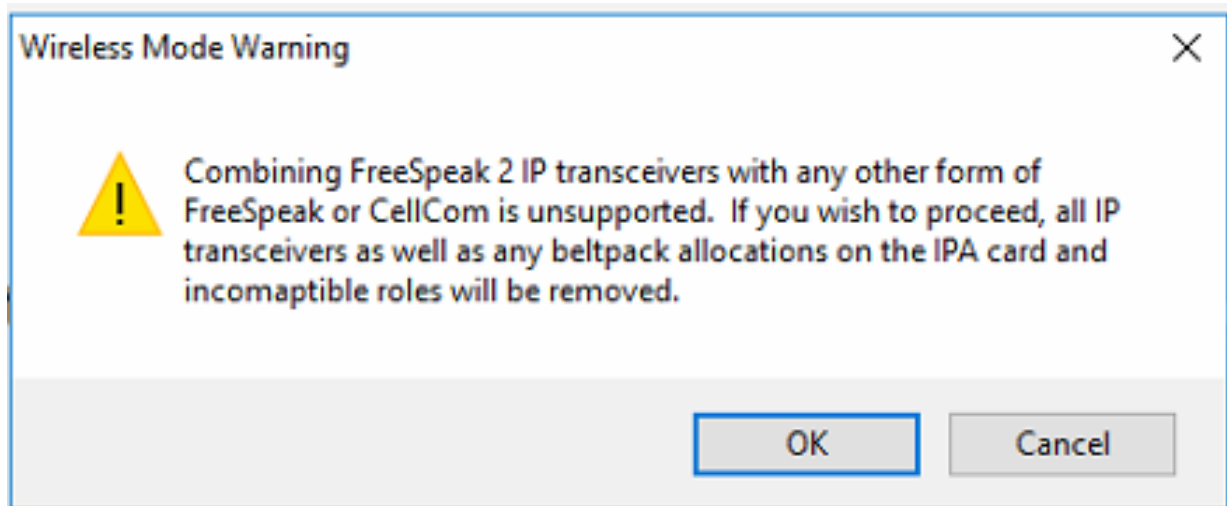 Wireless Mode Warning
Combining FreeSpeak 2 IP transceivers with any other form of
FreeSpeak or CellCom is unsupported.  If you wish to proceed, all IP
transceivers as well as any beltpack allocations on the IPA card and
incomaptible roles will be removed.
OK
Cancel